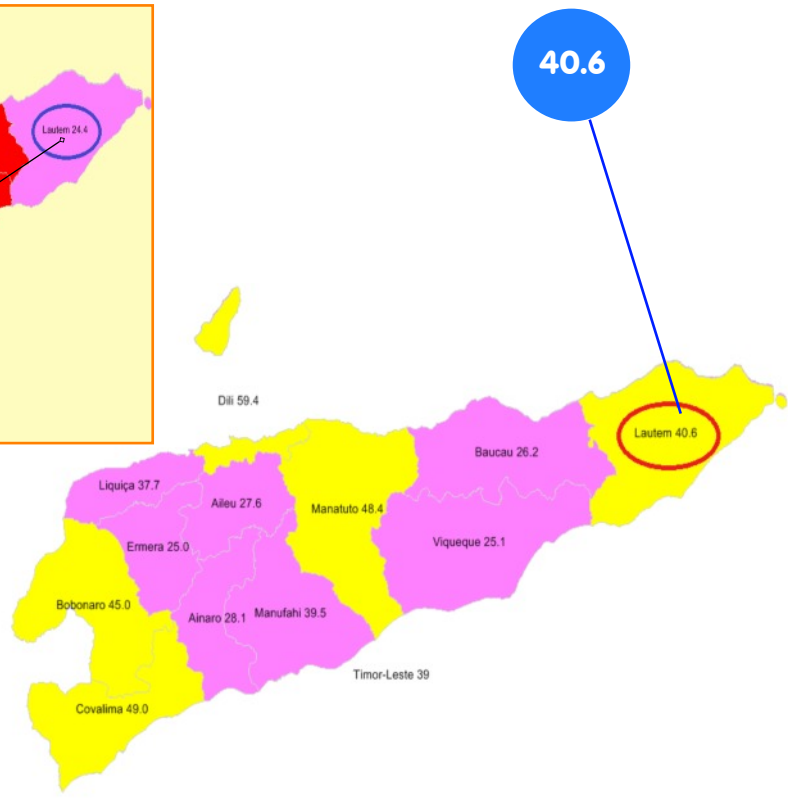 40.6
Lautem 24.4
Dili 59.4
Lautem 40.6
Baucau 26.2
Liquiça 37.7
Aileu 27.6
Manatuto 48.4
Ermera 25.0
Viqueque 25.1
Bobonaro 45.0
Ainaro 28.1
Manufahi 39.5
Timor-Leste 39
Covalima 49.0